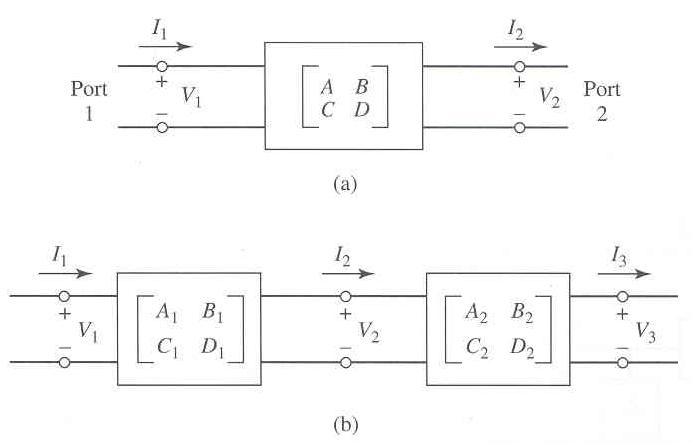 I1 I2
Port 1 + V1 − [A B C D] + V2 − Port 2
(a)
I1 I2 I3
+ V1 − [A1 B1 C1 D1] + V2 − [A2 B2 C2 D2] + V3 −
(b)